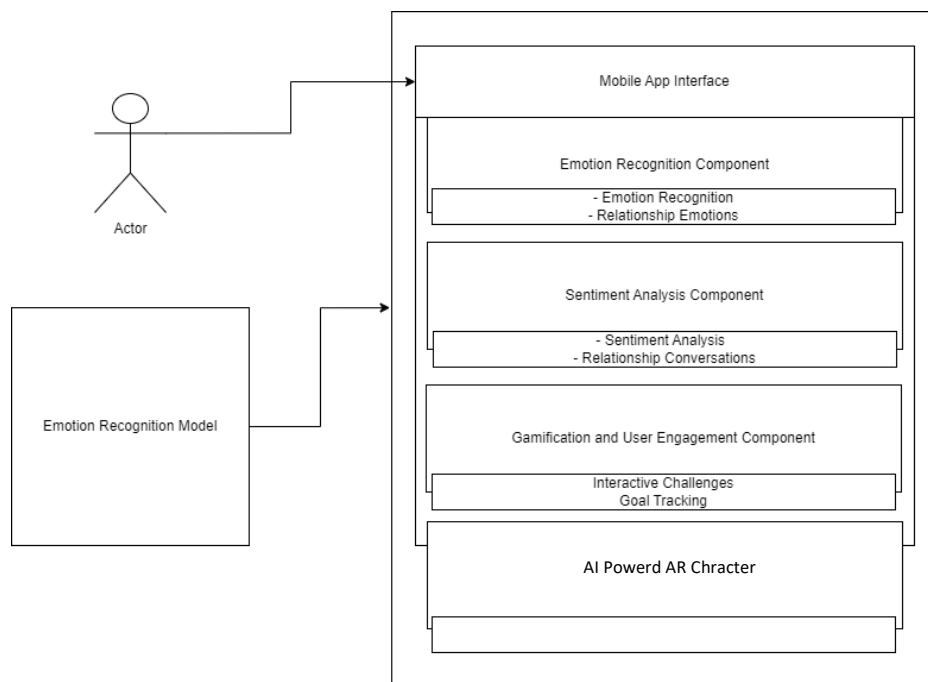 Mobile App Interface
Emotion Recognition Component
- Emotion Recognition
- Relationship Emotions
Actor
Sentiment Analysis Component
- Sentiment Analysis
- Relationship Conversations
Emotion Recognition Model
Gamification and User Engagement Component
Interactive Challenges
Goal Tracking
AI Powerd AR Chracter